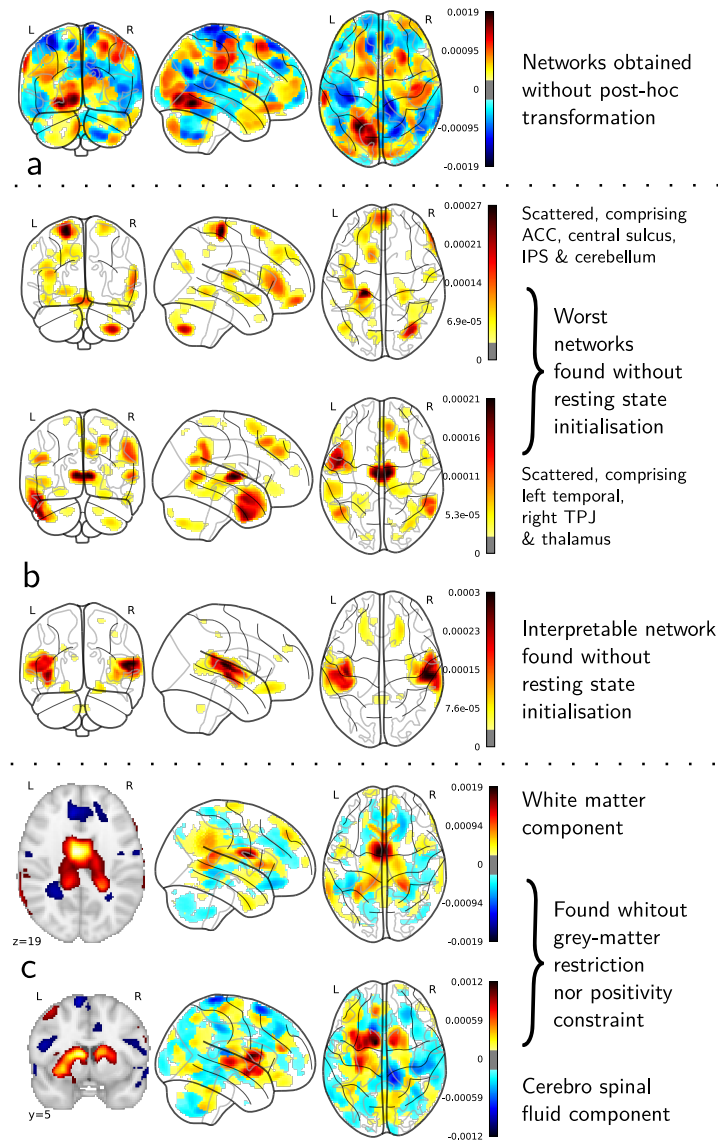 L R
0.0019
0.00095
0
-0.00095
-0.0019
Networks obtained
without post-hoc
transformation
a
L R L R
0.00027
0.00021
0.00014
6.9e-05
0
Scattered, comprising
ACC, central sulcus,
IPS & cerebellum
Worst
networks
found without
resting state
initialisation
L R L R
0.00021
0.00016
0.00011
5.3e-05
0
Scattered, comprising
left temporal,
right TPJ
& thalamus
b
L R L R
0.0003
0.00023
0.00015
7.6e-05
0
Interpretable network
found without
resting state
initialisation
L R L R
z=19
0.0019
0.00094
0
-0.00094
-0.0019
White matter
component
Found whitout
grey-matter
restriction
nor positivity
constraint
c
L R L R
y=5
0.0012
0.00059
0
-0.00059
-0.0012
Cerebro spinal
fluid component